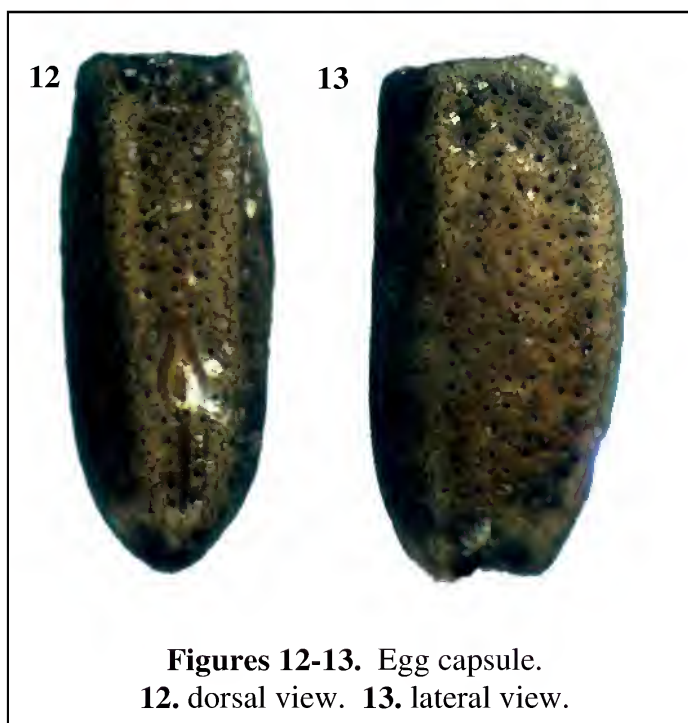 12
13
Figures 12-13. Egg capsule.
12. dorsal view. 13. lateral view.